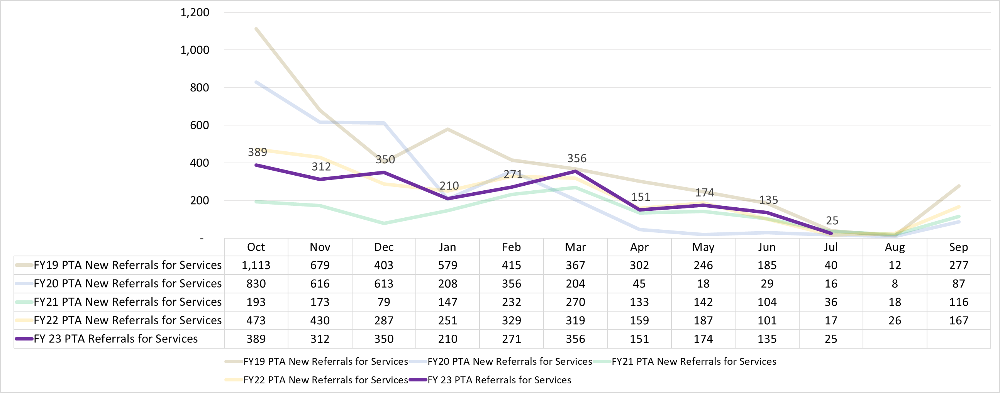 1,200
1,000
800
600
400
200
-
389
312
350
210
271
356
151
174
135
25
Oct Nov Dec Jan Feb Mar Apr May Jun Jul Aug Sep
FY19 PTA New Referrals for Services 1,113 679 403 579 415 367 302 246 185 40 12 277
FY20 PTA New Referrals for Services 830 616 613 208 356 204 45 18 29 16 8 87
FY21 PTA New Referrals for Services 193 173 79 147 232 270 133 142 104 36 18 116
FY22 PTA New Referrals for Services 473 430 287 251 329 319 159 187 101 17 26 167
FY 23 PTA Referrals for Services 389 312 350 210 271 356 151 174 135 25
FY19 PTA New Referrals for Services FY20 PTA New Referrals for Services FY21 PTA New Referrals for Services
FY22 PTA New Referrals for Services FY 23 PTA Referrals for Services